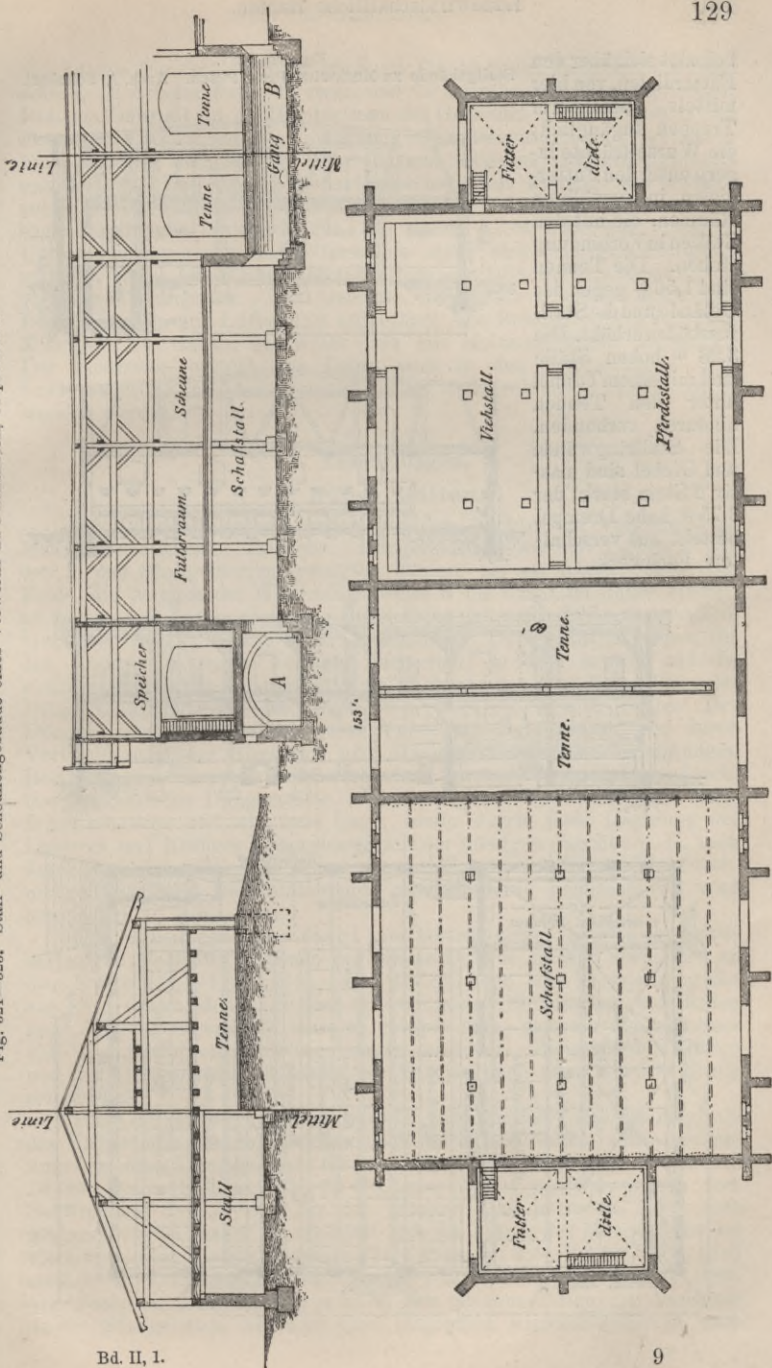 129
Linie.
Tenne
Tenne
Gang B
Mittel
Scheune
Futterraum.
Schafstall.
Speicher
A
Linie
Tenne.
Stall
Mittel
Futter
diele
Viehstall.
Pferdestall.
Tenne.
Tenne.
153'.
Schafstall
Futter
diele.
Bd. II, 1.
9